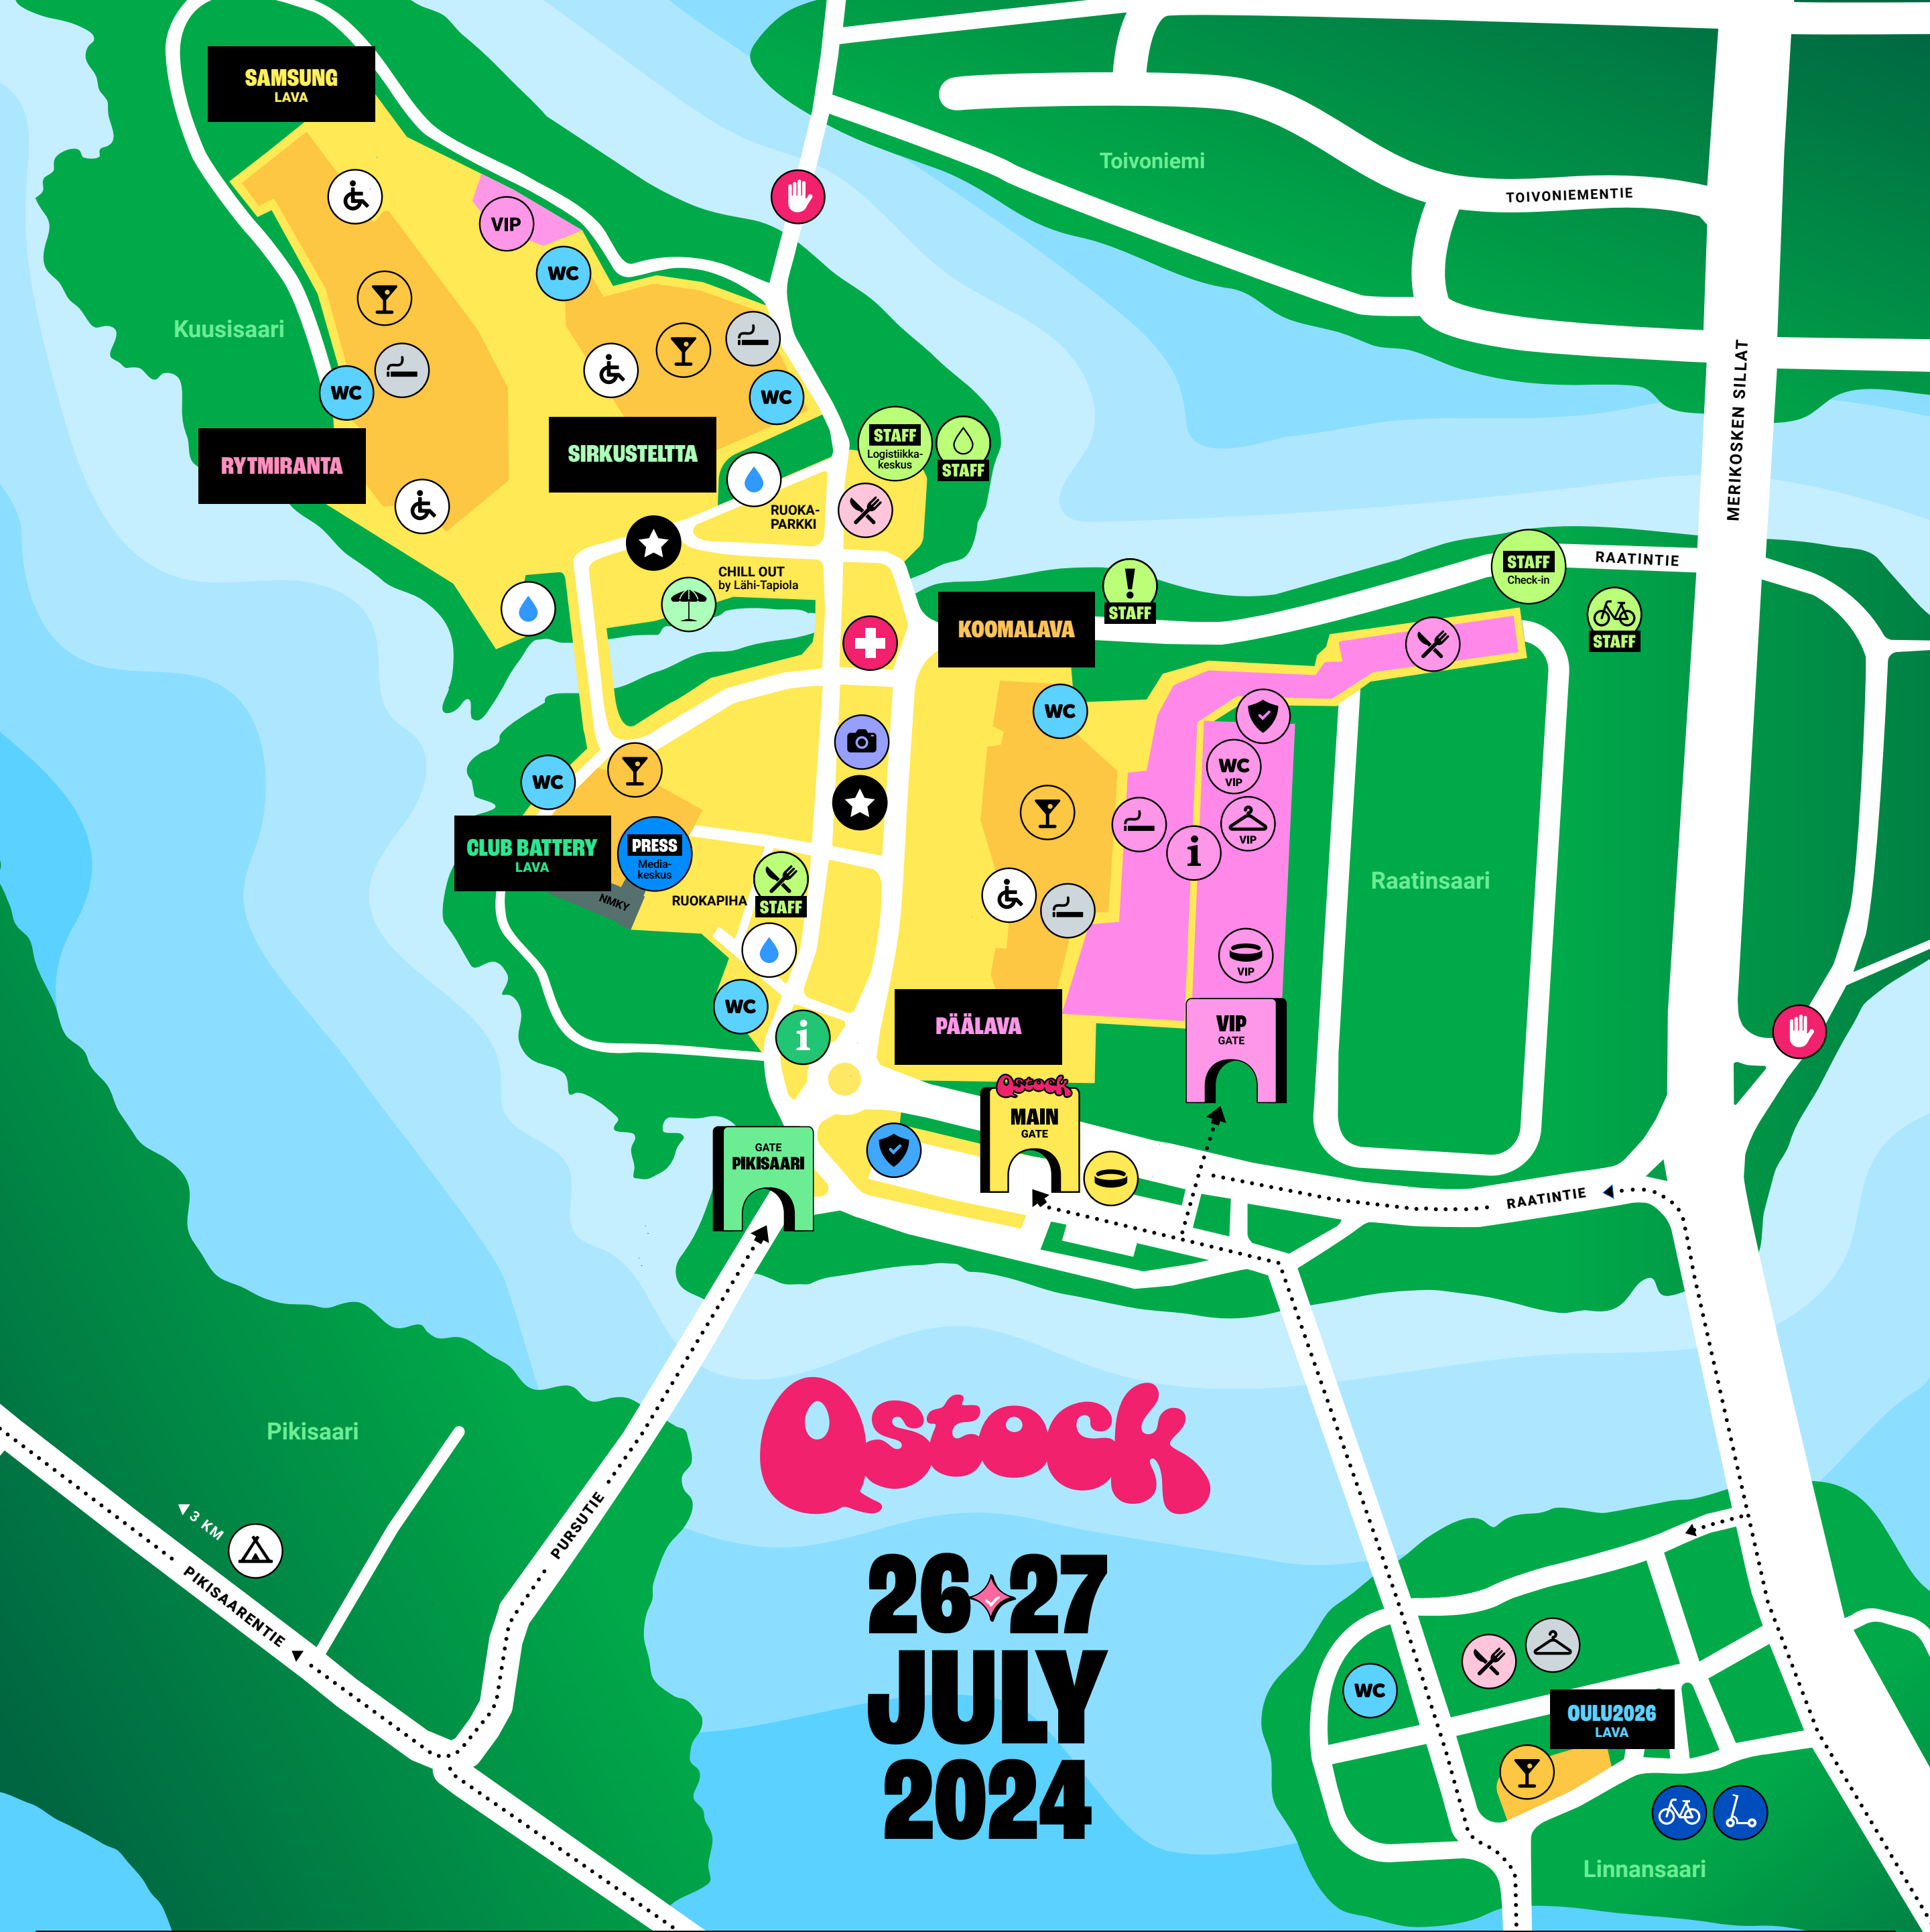 SAMSUNG
LAVA
Toivoniemi
TOIVONIEMENTIE
VIP
WC
Kuusisaari
WC
WC
MERIKOSKEN SILLAT
RYTMIRANTA
SIRKUSTELTTA
STAFF
Logistiikka-
keskus
STAFF
RUOKA-
PARKKI
CHILL OUT
by Lähi-Tapiola
STAFF
Check-in
RAATINTIE
STAFF
STAFF
KOOMALAVA
WC
WC
VIP
WC
VIP
CLUB BATTERY
LAVA
PRESS
Media-
keskus
NMKY
RUOKAPIHA
STAFF
i
Raatinsaari
VIP
WC
i
PÄÄLAVA
VIP
GATE
Qstock
MAIN
GATE
GATE
PIKISAARI
RAATINTIE
Pikisaari
Qstock
3 KM
PURSUTIE
PIKISAARENTIE
26 27
JULY
2024
WC
OULU2026
LAVA
Linnansaari